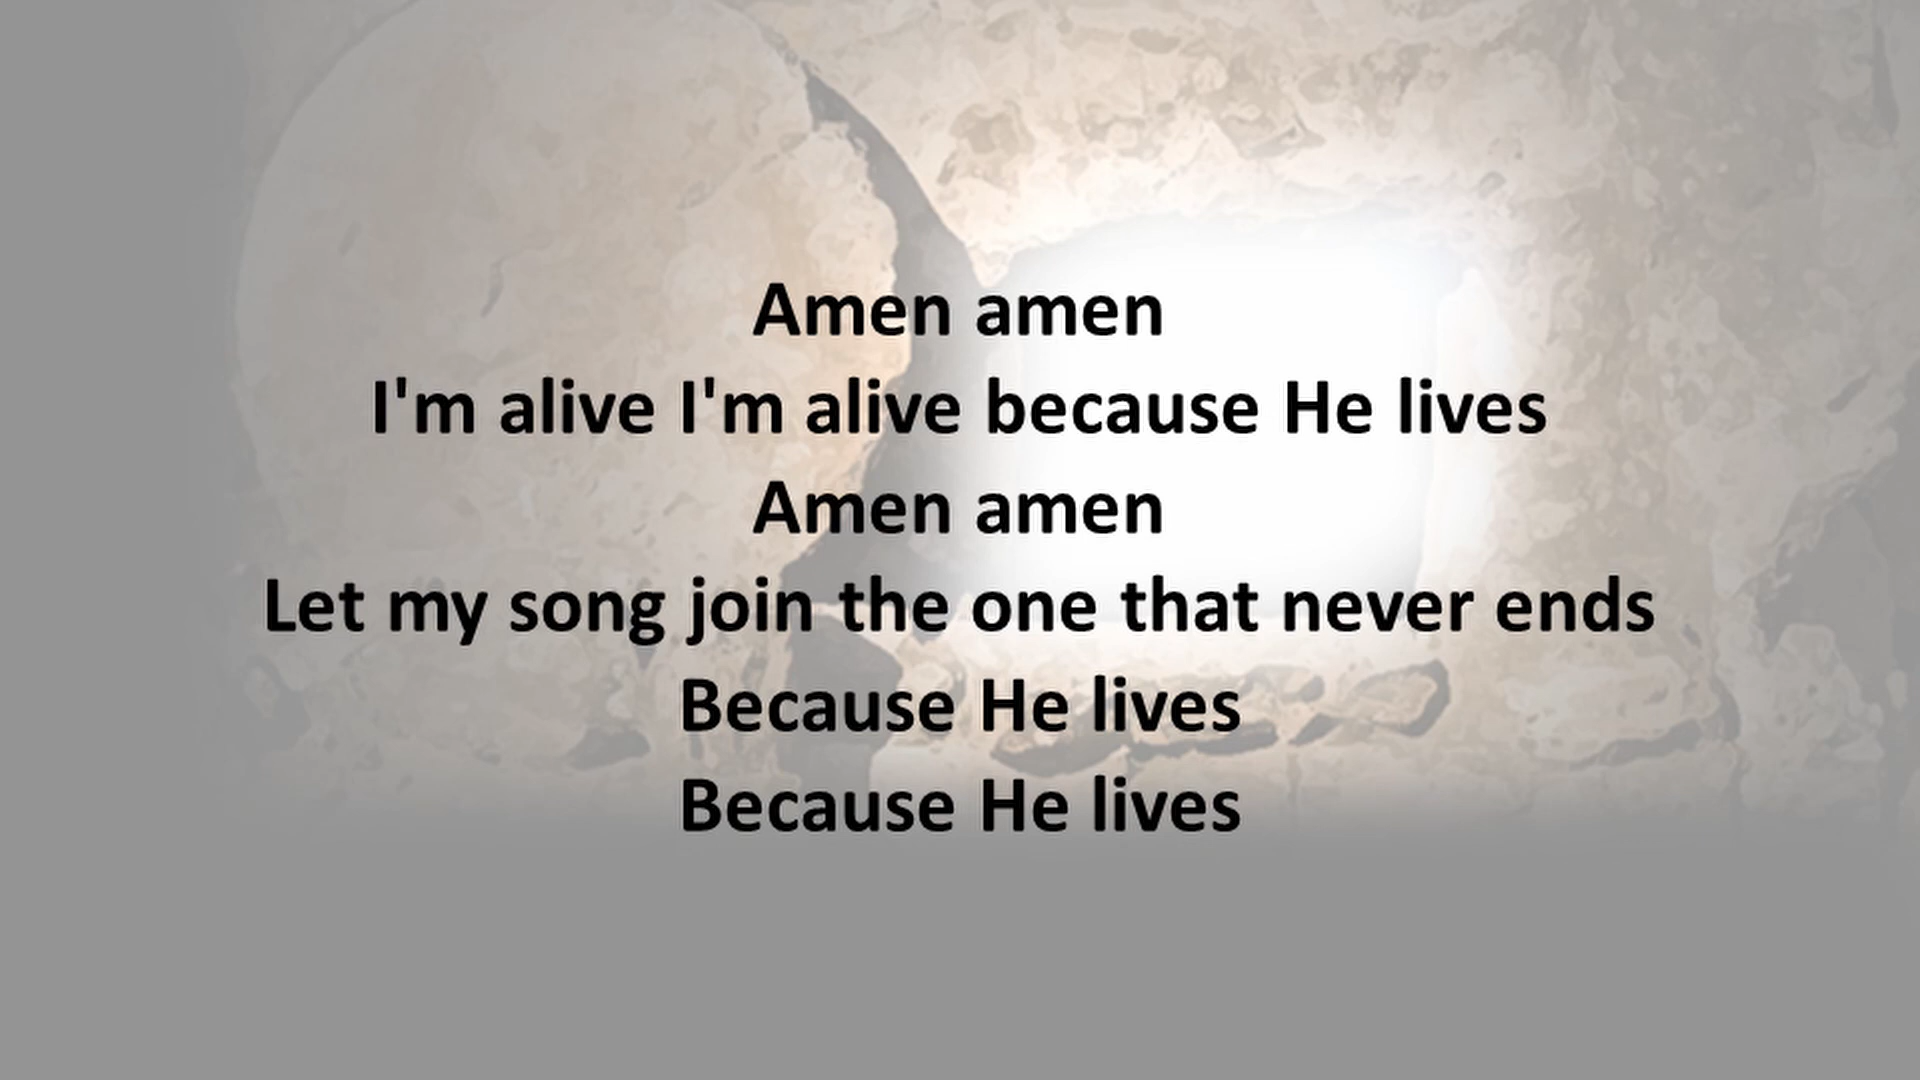 Amen amen
I'm alive I'm alive because He lives
Amen amen
Let my song join the one that never ends
Because He lives
Because He lives